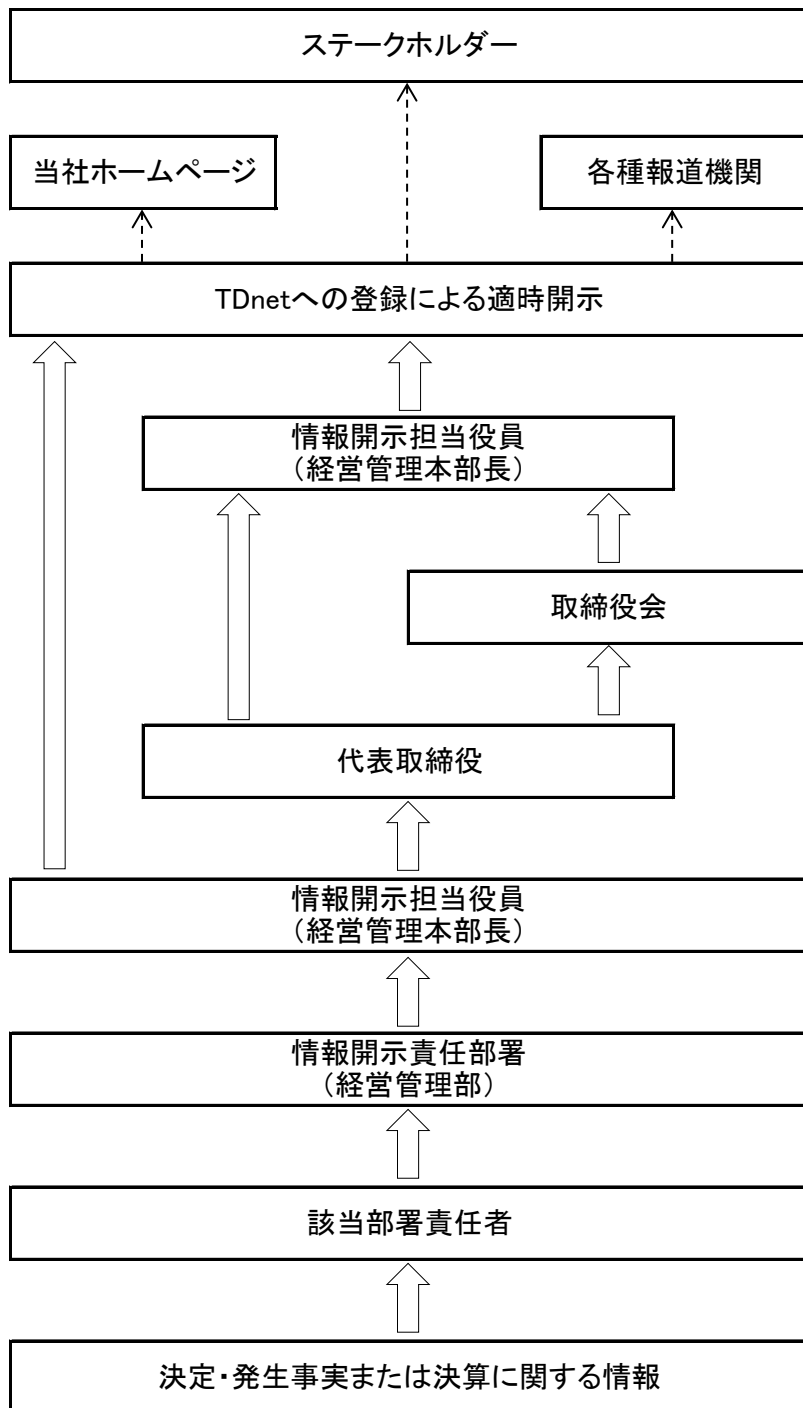 ステークホルダー
当社ホームページ
各種報道機関
TDnetへの登録による適時開示
情報開示担当役員
（経営管理本部長）
取締役会
代表取締役
情報開示担当役員
（経営管理本部長）
情報開示責任部署
（経営管理部）
該当部署責任者
決定・発生事実または決算に関する情報